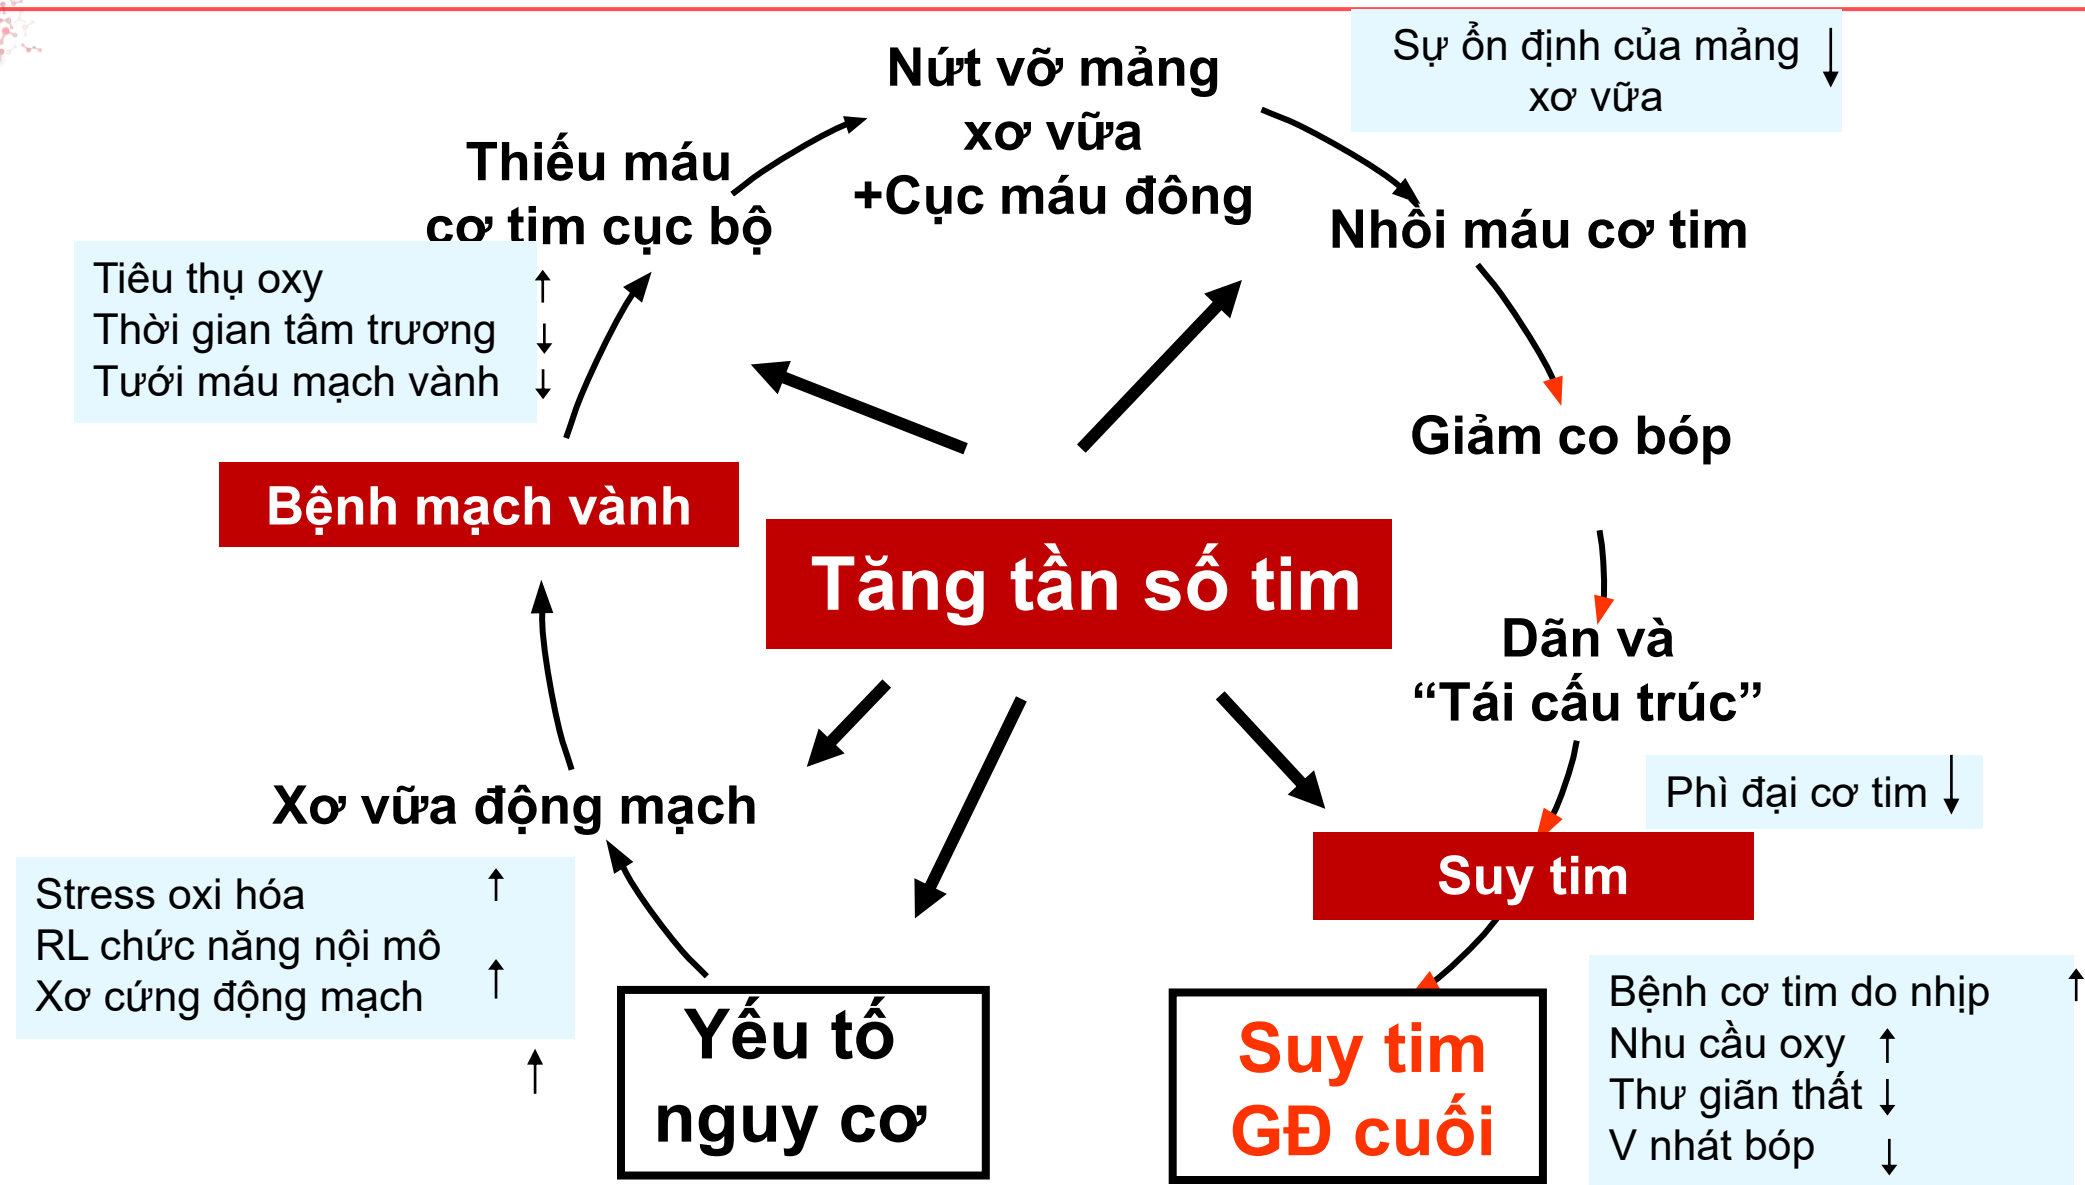 Nứt vỡ mảng
xơ vữa
+Cục máu đông
Sự ổn định của mảng ↓
xơ vữa
Thiếu máu
cơ tim cục bộ
Nhồi máu cơ tim
Tiêu thụ oxy ↑
Thời gian tâm trương ↓
Tưới máu mạch vành ↓
Giảm co bóp
Bệnh mạch vành
Tăng tần số tim
Dãn và
“Tái cấu trúc”
Xơ vữa động mạch
Phì đại cơ tim ↓
Suy tim
Stress oxi hóa ↑
RL chức năng nội mô ↑
Xơ cứng động mạch ↑
Yếu tố
nguy cơ
Suy tim
GĐ cuối
Bệnh cơ tim do nhịp ↑
Nhu cầu oxy ↑
Thư giãn thất ↓
V nhát bóp ↓